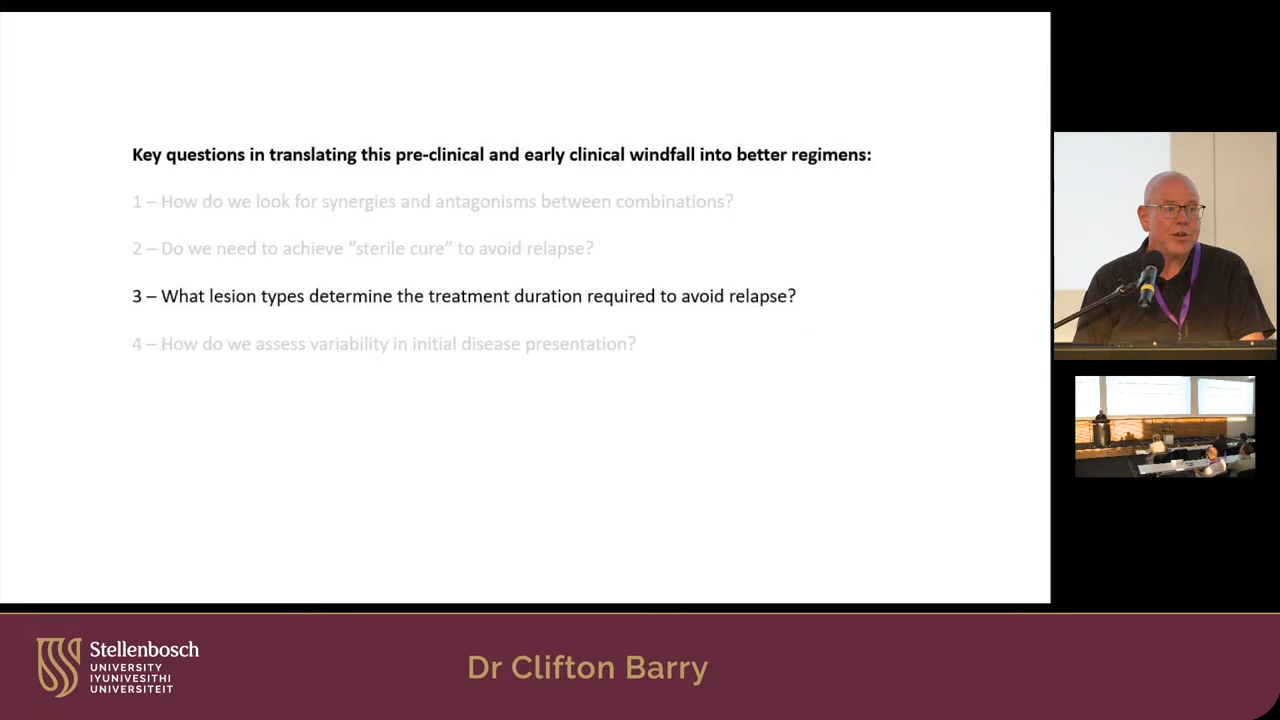 Key questions in translating this pre-clinical and early clinical windfall into better regimens:
1 – How do we look for synergies and antagonisms between combinations?
2 – Do we need to achieve “sterile cure” to avoid relapse?
3 – What lesion types determine the treatment duration required to avoid relapse?
4 – How do we assess variability in initial disease presentation?
Stellenbosch
UNIVERSITY
IYUNIVESITHI
UNIVERSITEIT
Dr Clifton Barry